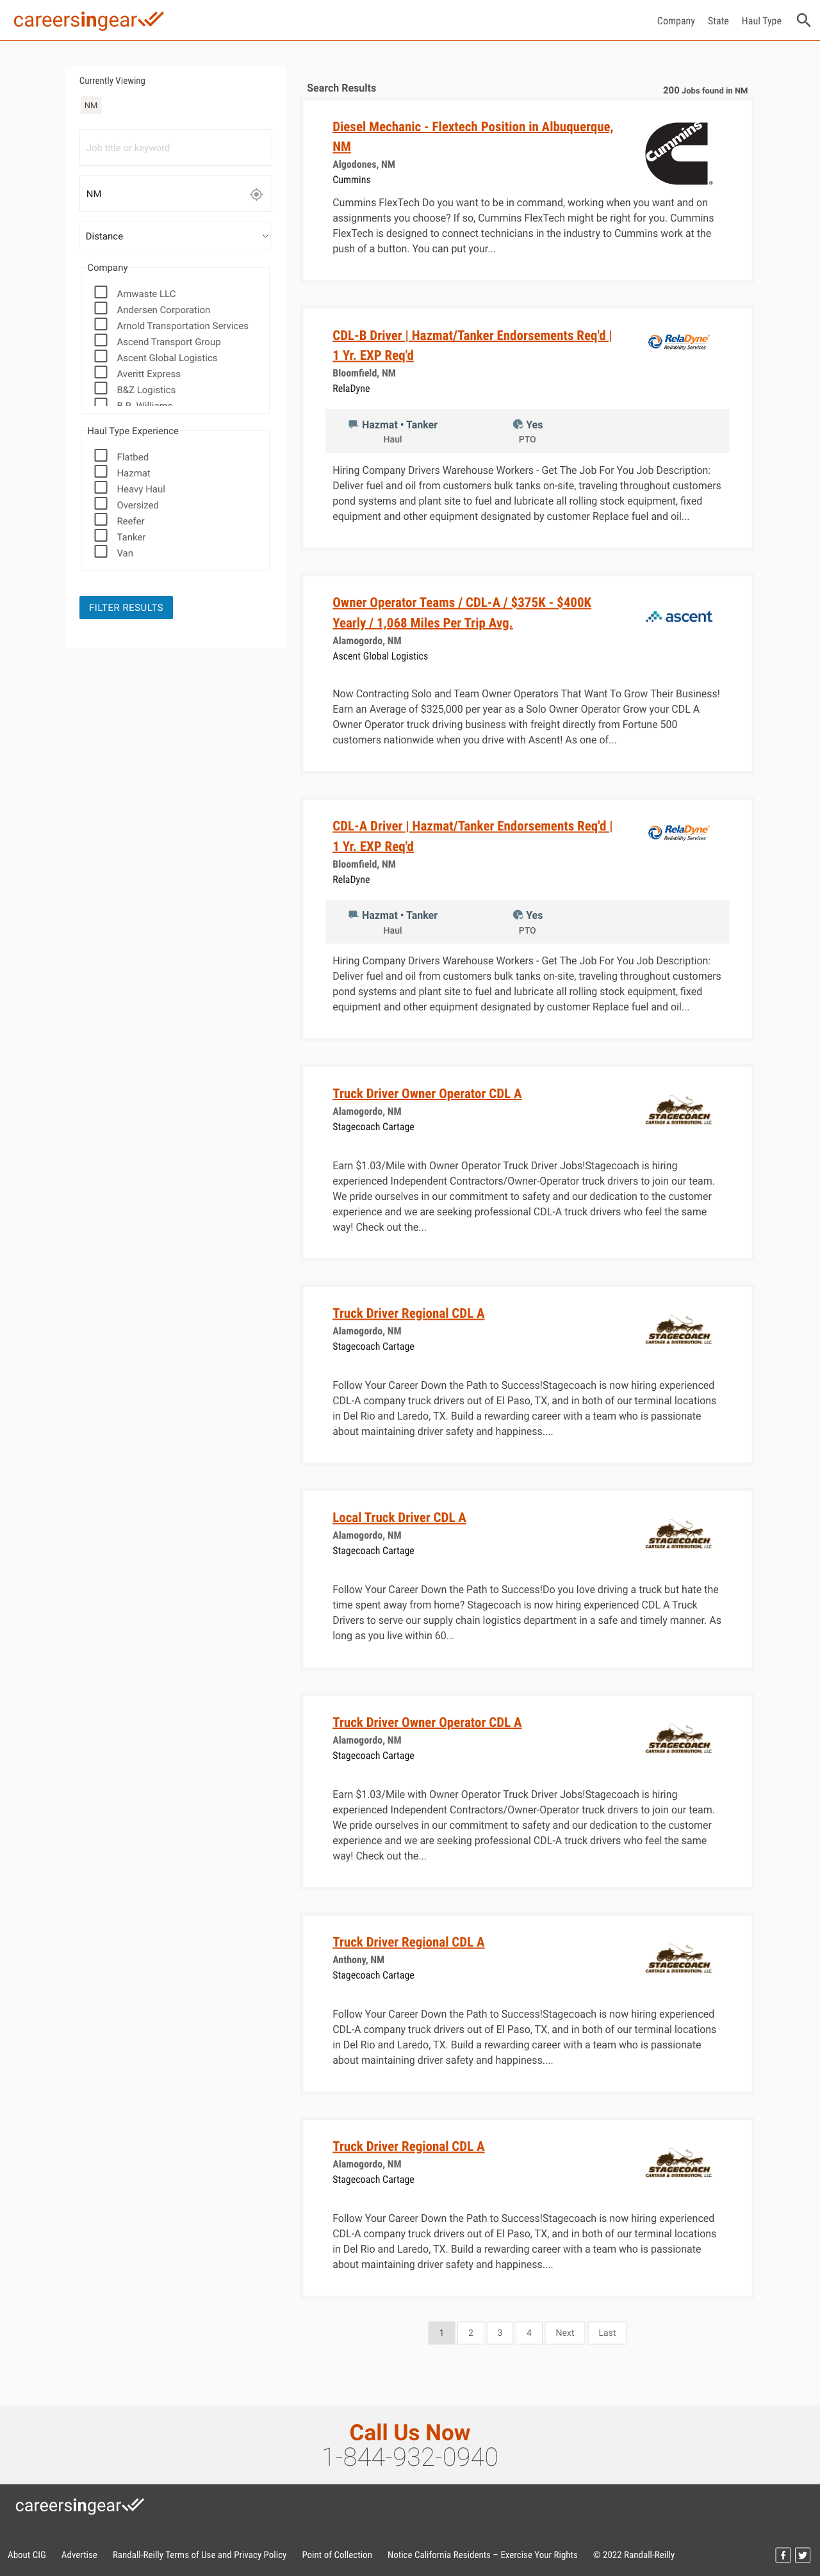 careersingear
Company State Haul Type
Currently Viewing
NM
Job title or keyword
NM
Distance
Company
Amwaste LLC
Andersen Corporation
Arnold Transportation Services
Ascend Transport Group
Ascent Global Logistics
Averitt Express
B&Z Logistics
B.R. Williams
Haul Type Experience
Flatbed
Hazmat
Heavy Haul
Oversized
Reefer
Tanker
Van
FILTER RESULTS
Search Results
200 Jobs found in NM
Diesel Mechanic - Flextech Position in Albuquerque,
NM
Algodones, NM
Cummins
Cummins
Cummins FlexTech Do you want to be in command, working when you want and on
assignments you choose? If so, Cummins FlexTech might be right for you. Cummins
FlexTech is designed to connect technicians in the industry to Cummins work at the
push of a button. You can put your...
CDL-B Driver | Hazmat/Tanker Endorsements Req'd |
1 Yr. EXP Req'd
Bloomfield, NM
RelaDyne
RelaDyne
Reliability Services
Hazmat • Tanker
Haul
Yes
PTO
Hiring Company Drivers Warehouse Workers - Get The Job For You Job Description:
Deliver fuel and oil from customers bulk tanks on-site, traveling throughout customers
pond systems and plant site to fuel and lubricate all rolling stock equipment, fixed
equipment and other equipment designated by customer Replace fuel and oil...
Owner Operator Teams / CDL-A / $375K - $400K
Yearly / 1,068 Miles Per Trip Avg.
Alamogordo, NM
Ascent Global Logistics
ascent
Now Contracting Solo and Team Owner Operators That Want To Grow Their Business!
Earn an Average of $325,000 per year as a Solo Owner Operator Grow your CDL A
Owner Operator truck driving business with freight directly from Fortune 500
customers nationwide when you drive with Ascent! As one of...
CDL-A Driver | Hazmat/Tanker Endorsements Req'd |
1 Yr. EXP Req'd
Bloomfield, NM
RelaDyne
RelaDyne
Reliability Services
Hazmat • Tanker
Haul
Yes
PTO
Hiring Company Drivers Warehouse Workers - Get The Job For You Job Description:
Deliver fuel and oil from customers bulk tanks on-site, traveling throughout customers
pond systems and plant site to fuel and lubricate all rolling stock equipment, fixed
equipment and other equipment designated by customer Replace fuel and oil...
Truck Driver Owner Operator CDL A
Alamogordo, NM
Stagecoach Cartage
STAGECOACH
CARTAGE & DISTRIBUTION, LLC.
Earn $1.03/Mile with Owner Operator Truck Driver Jobs!Stagecoach is hiring
experienced Independent Contractors/Owner-Operator truck drivers to join our team.
We pride ourselves in our commitment to safety and our dedication to the customer
experience and we are seeking professional CDL-A truck drivers who feel the same
way! Check out the...
Truck Driver Regional CDL A
Alamogordo, NM
Stagecoach Cartage
STAGECOACH
CARTAGE & DISTRIBUTION, LLC.
Follow Your Career Down the Path to Success!Stagecoach is now hiring experienced
CDL-A company truck drivers out of El Paso, TX, and in both of our terminal locations
in Del Rio and Laredo, TX. Build a rewarding career with a team who is passionate
about maintaining driver safety and happiness....
Local Truck Driver CDL A
Alamogordo, NM
Stagecoach Cartage
STAGECOACH
CARTAGE & DISTRIBUTION, LLC.
Follow Your Career Down the Path to Success!Do you love driving a truck but hate the
time spent away from home? Stagecoach is now hiring experienced CDL A Truck
Drivers to serve our supply chain logistics department in a safe and timely manner. As
long as you live within 60...
Truck Driver Owner Operator CDL A
Alamogordo, NM
Stagecoach Cartage
STAGECOACH
CARTAGE & DISTRIBUTION, LLC.
Earn $1.03/Mile with Owner Operator Truck Driver Jobs!Stagecoach is hiring
experienced Independent Contractors/Owner-Operator truck drivers to join our team.
We pride ourselves in our commitment to safety and our dedication to the customer
experience and we are seeking professional CDL-A truck drivers who feel the same
way! Check out the...
Truck Driver Regional CDL A
Anthony, NM
Stagecoach Cartage
STAGECOACH
CARTAGE & DISTRIBUTION, LLC.
Follow Your Career Down the Path to Success!Stagecoach is now hiring experienced
CDL-A company truck drivers out of El Paso, TX, and in both of our terminal locations
in Del Rio and Laredo, TX. Build a rewarding career with a team who is passionate
about maintaining driver safety and happiness....
Truck Driver Regional CDL A
Alamogordo, NM
Stagecoach Cartage
STAGECOACH
CARTAGE & DISTRIBUTION, LLC.
Follow Your Career Down the Path to Success!Stagecoach is now hiring experienced
CDL-A company truck drivers out of El Paso, TX, and in both of our terminal locations
in Del Rio and Laredo, TX. Build a rewarding career with a team who is passionate
about maintaining driver safety and happiness....
1 2 3 4 Next Last
Call Us Now
1-844-932-0940
careersingear
About CIG Advertise Randall-Reilly Terms of Use and Privacy Policy Point of Collection Notice California Residents – Exercise Your Rights © 2022 Randall-Reilly